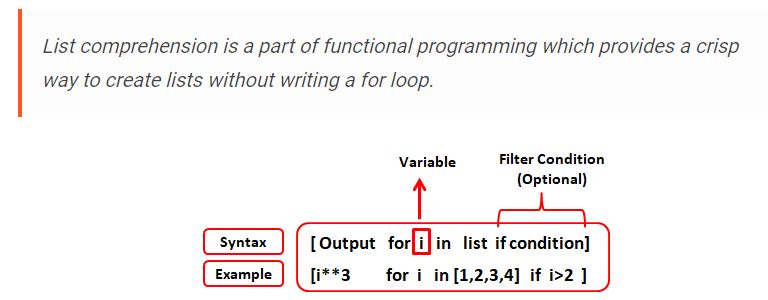 List comprehension is a part of functional programming which provides a crisp
way to create lists without writing a for loop.
Variable
Filter Condition
(Optional)
Syntax
[ Output for i in list if condition]
Example
[i**3 for i in [1,2,3,4] if i>2 ]